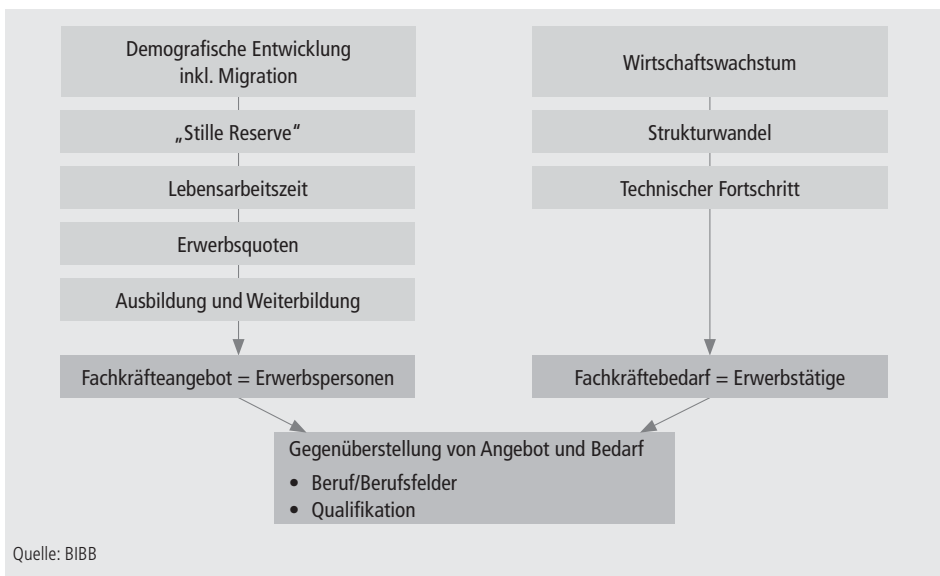 Demografische Entwicklung
inkl. Migration
„Stille Reserve“
Lebensarbeitszeit
Erwerbsquoten
Ausbildung und Weiterbildung
Fachkräfteangebot = Erwerbspersonen
Wirtschaftswachstum
Strukturwandel
Technischer Fortschritt
Fachkräftebedarf = Erwerbstätige
Gegenüberstellung von Angebot und Bedarf
• Beruf/Berufsfelder
• Qualifikation
Quelle: BIBB